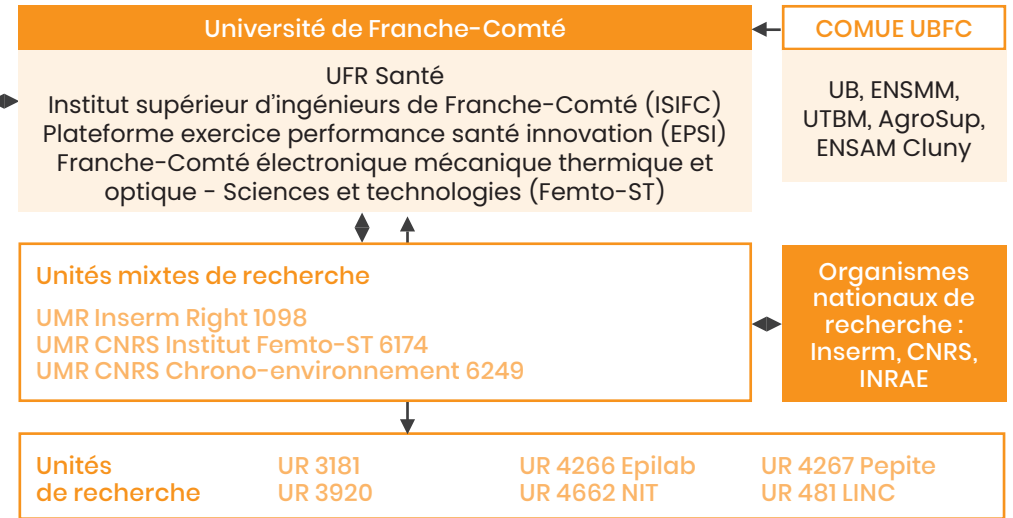 Université de Franche-Comté
UFR Santé
Institut supérieur d'ingénieurs de Franche-Comté (ISIFC)
Plateforme exercice performance santé innovation (EPSI)
Franche-Comté électronique mécanique thermique et
optique - Sciences et technologies (Femto-ST)
COMUE UBFC
UB, ENSMM,
UTBM, AgroSup,
ENSAM Cluny
Unités mixtes de recherche
UMR Inserm Right 1098
UMR CNRS Institut Femto-ST 6174
UMR CNRS Chrono-environnement 6249
Organismes
nationaux de
recherche :
Inserm, CNRS,
INRAE
Unités
de recherche
UR 3181
UR 3920
UR 4266 Epilab
UR 4662 NIT
UR 4267 Pepite
UR 481 LINC